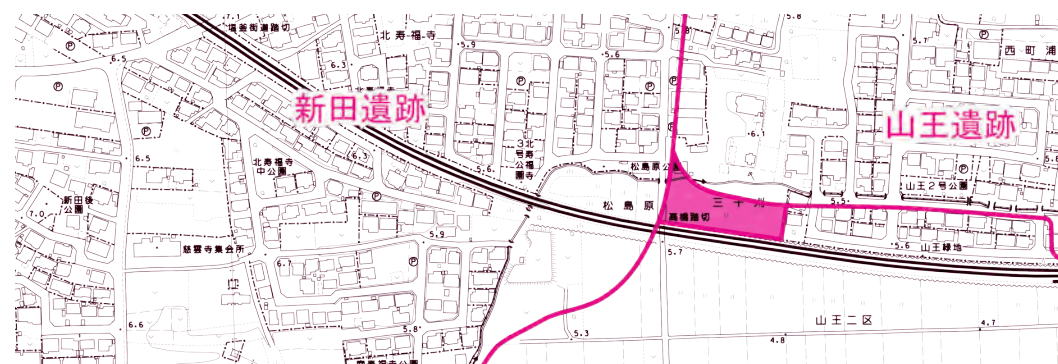 7.1
塩釜街道踏切
北寿福寺
5.9
5.6
5.8
5.8
5.7
西町浦
6.5
6.3
新田遺跡
山王遺跡
6.1
6.5
北寿福寺
中公園
6.3
3号公園
北寿福寺
5.6
松島原公園
山王2号公園
新田後
公園
7.0
松島原
三十刈
5.5
高橋踏切
5.9
慈雲寺集会所
5.7
5.6
山王緑地
6.7
6.6
5.8
5.3
4.8
山王二区
4.7